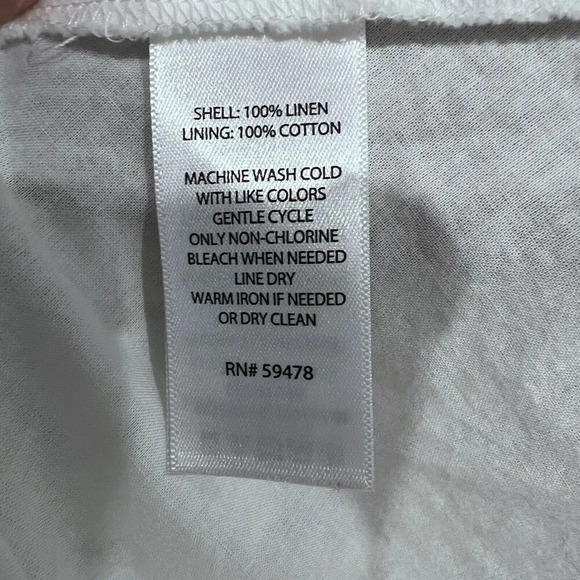 SHELL: 100% LINEN
LINING: 100% COTTON
MACHINE WASH COLD
WITH LIKE COLORS
GENTLE CYCLE
ONLY NON-CHLORINE
BLEACH WHEN NEEDED
LINE DRY
WARM IRON IF NEEDED
OR DRY CLEAN
RN# 59478